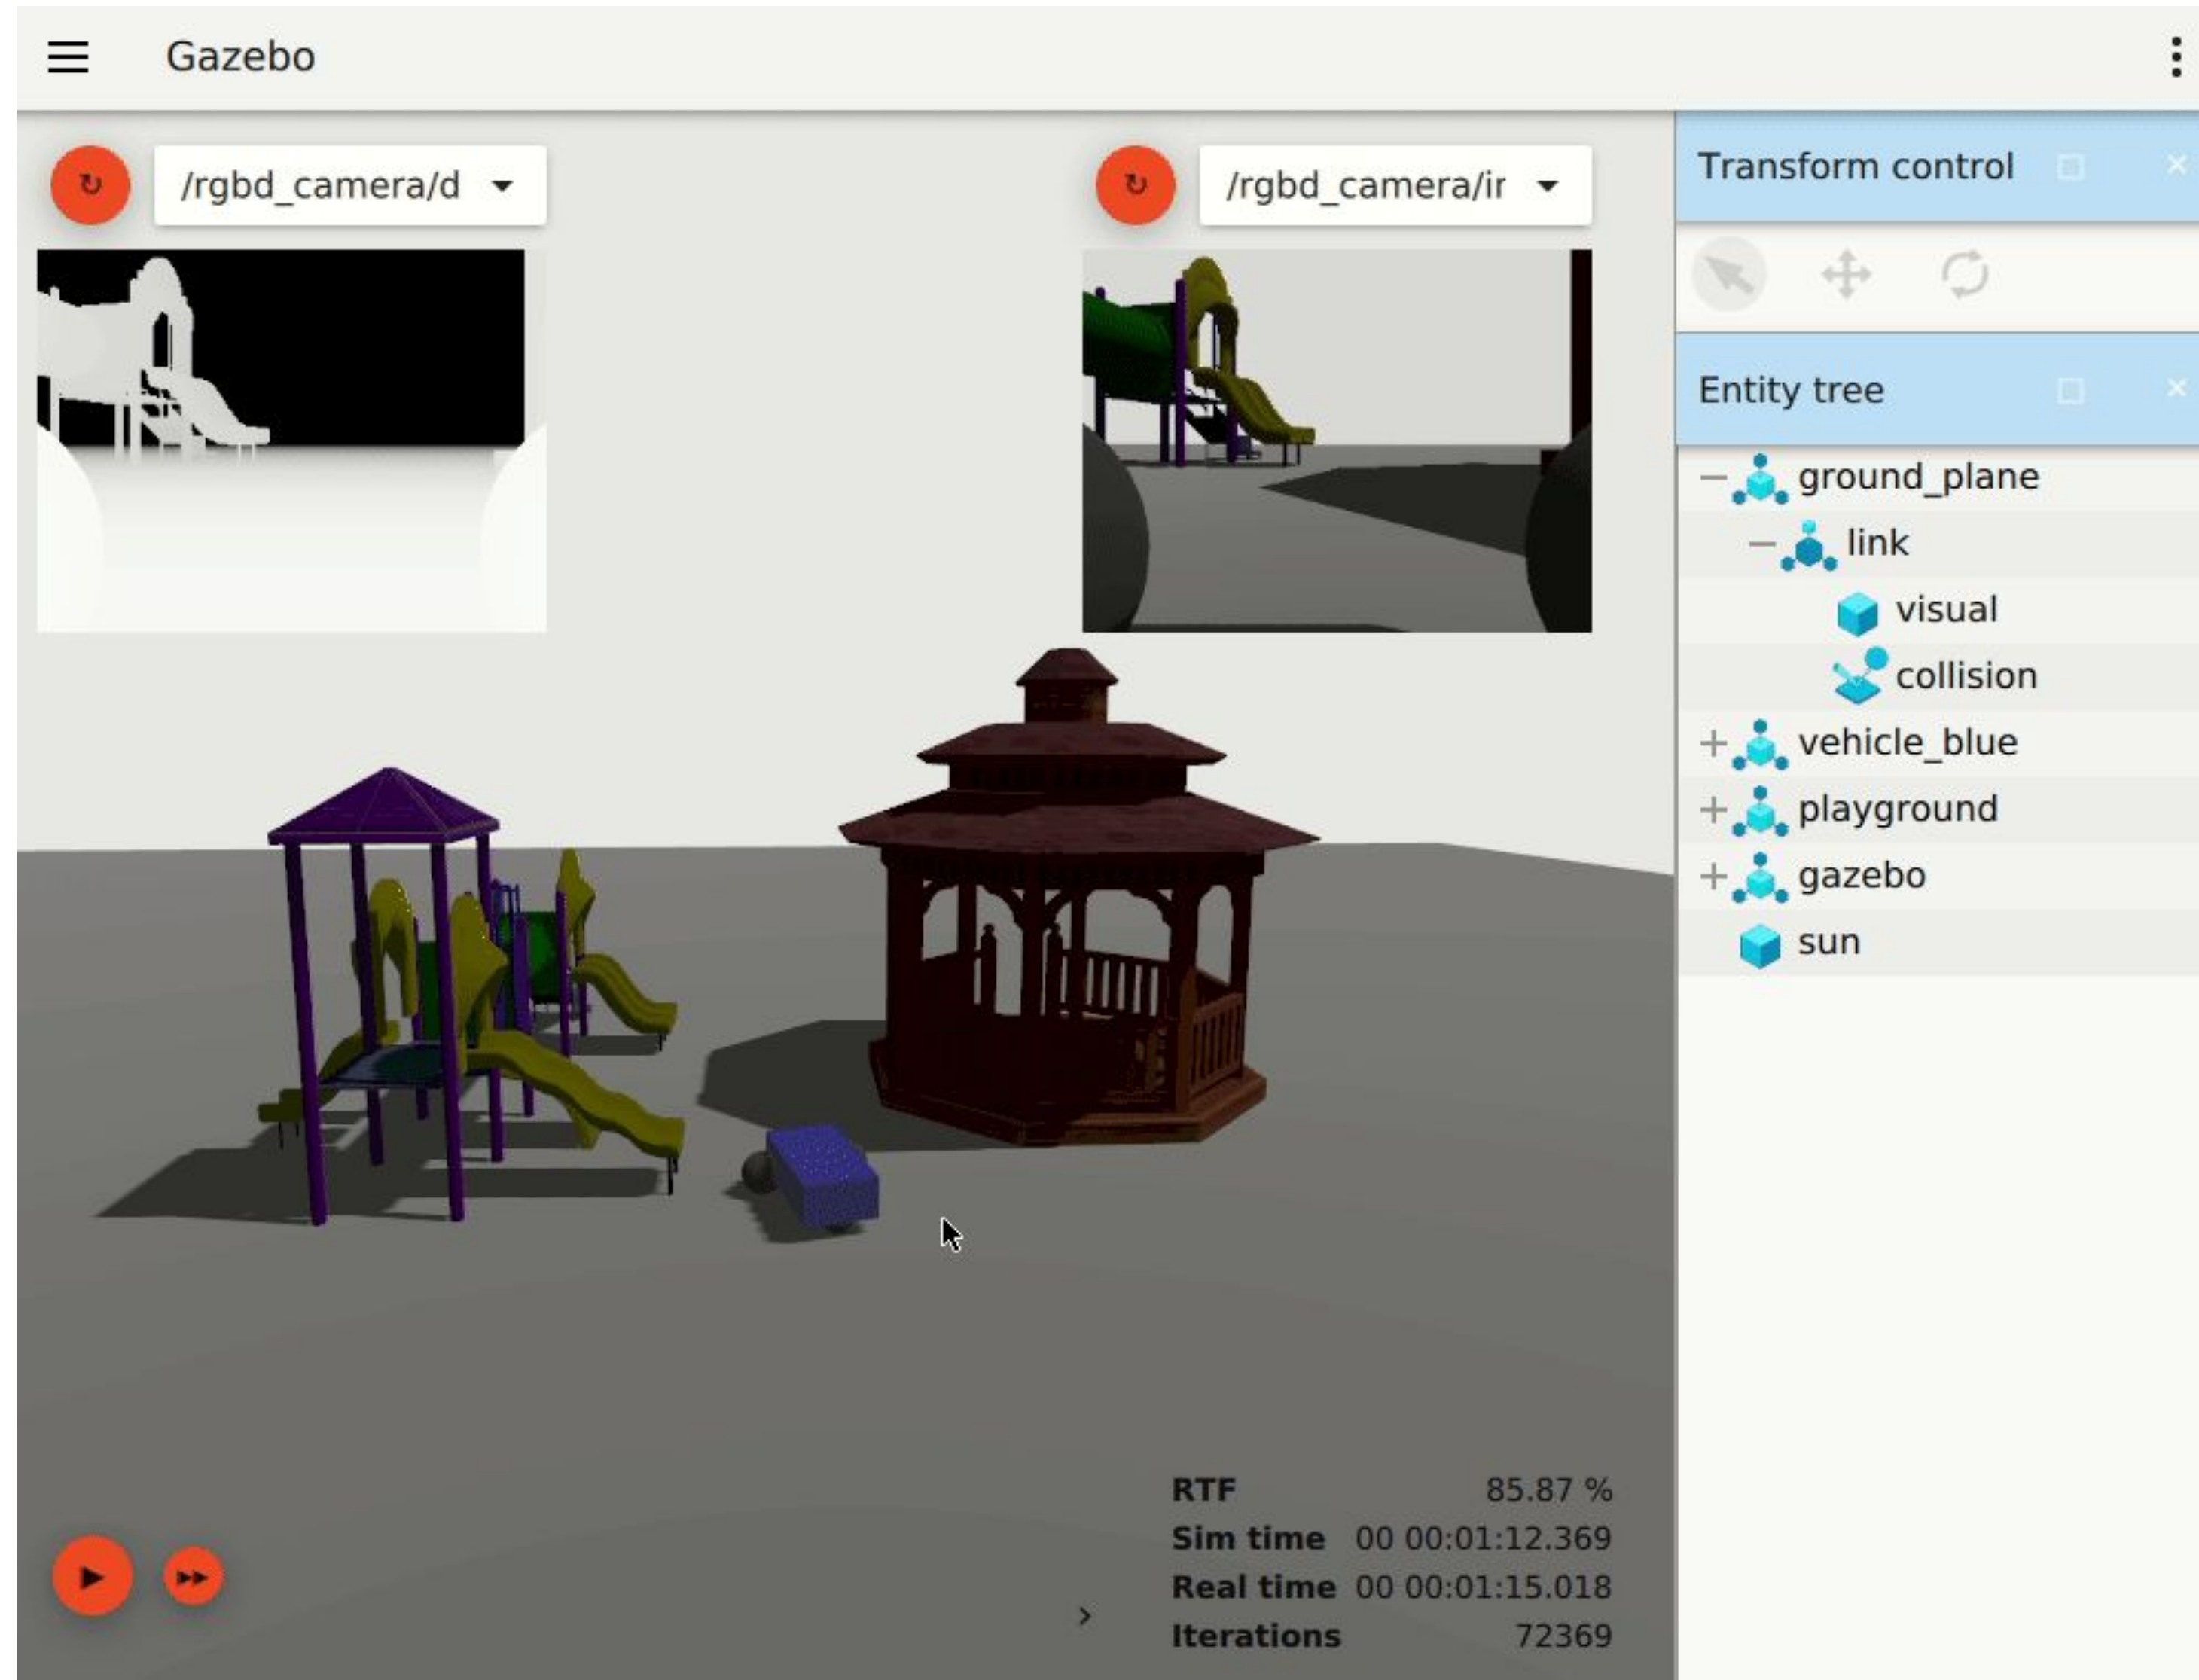 Gazebo
/rgbd_camera/d
/rgbd_camera/ir
Transform control
Entity tree
ground_plane
link
visual
collision
vehicle_blue
playground
gazebo
sun
RTF 85.87 %
Sim time 00 00:01:12.369
Real time 00 00:01:15.018
Iterations 72369